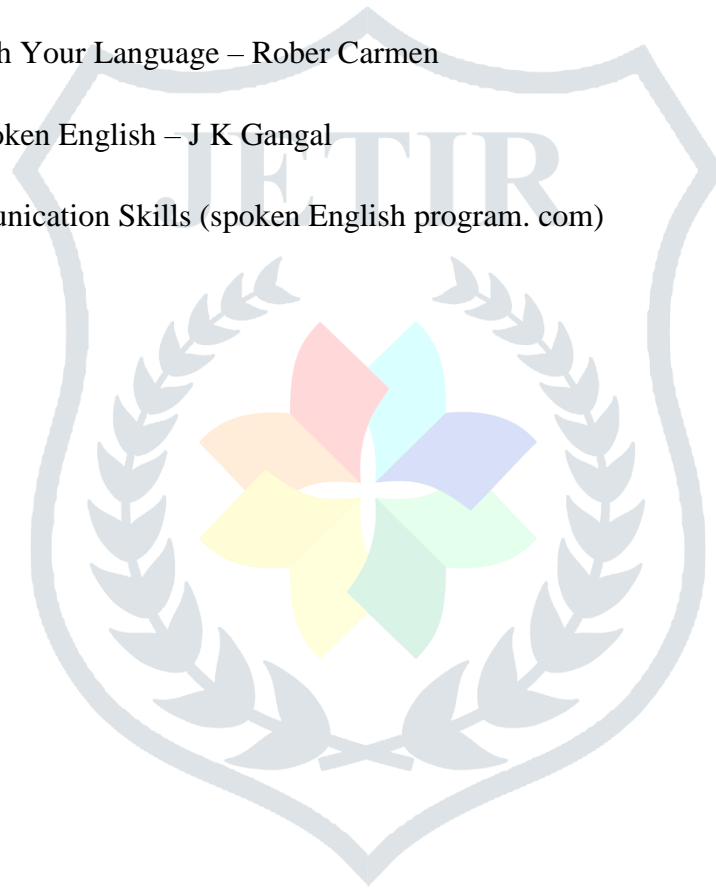 h Your Language – Rober Carmen
oken English – J K Gangal
unication Skills (spoken English program. com)
JETIR